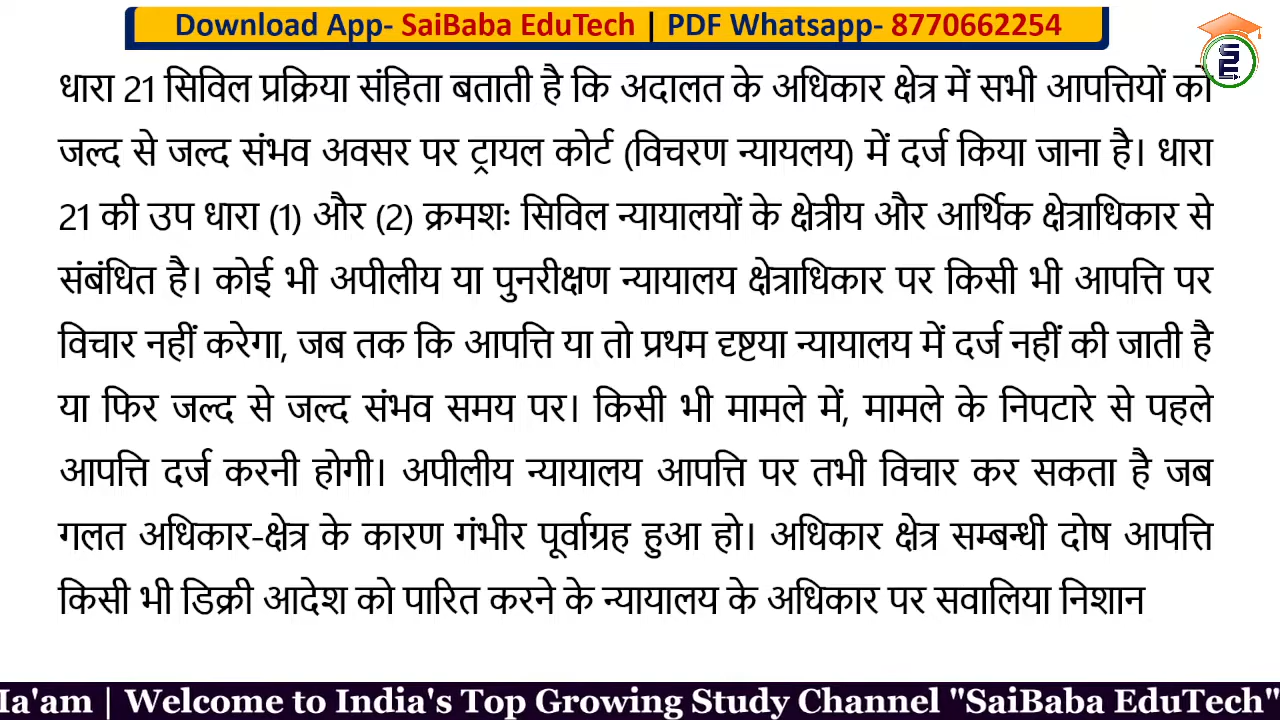 Download App- SaiBaba EduTech | PDF Whatsapp- 8770662254
धारा 21 सिविल प्रक्रिया संहिता बताती है कि अदालत के अधिकार क्षेत्र में सभी आपत्तियों को
जल्द से जल्द संभव अवसर पर ट्रायल कोर्ट (विचरण न्यायलय) में दर्ज किया जाना है। धारा
21 की उप धारा (1) और (2) क्रमशः सिविल न्यायालयों के क्षेत्रीय और आर्थिक क्षेत्राधिकार से
संबंधित है। कोई भी अपीलीय या पुनरीक्षण न्यायालय क्षेत्राधिकार पर किसी भी आपत्ति पर
विचार नहीं करेगा, जब तक कि आपत्ति या तो प्रथम दृष्टया न्यायालय में दर्ज नहीं की जाती है
या फिर जल्द से जल्द संभव समय पर। किसी भी मामले में, मामले के निपटारे से पहले
आपत्ति दर्ज करनी होगी। अपीलीय न्यायालय आपत्ति पर तभी विचार कर सकता है जब
गलत अधिकार-क्षेत्र के कारण गंभीर पूर्वाग्रह हुआ हो। अधिकार क्षेत्र सम्बन्धी दोष आपत्ति
किसी भी डिक्री आदेश को पारित करने के न्यायालय के अधिकार पर सवालिया निशान
Ia'am | Welcome to India's Top Growing Study Channel "SaiBaba EduTech"